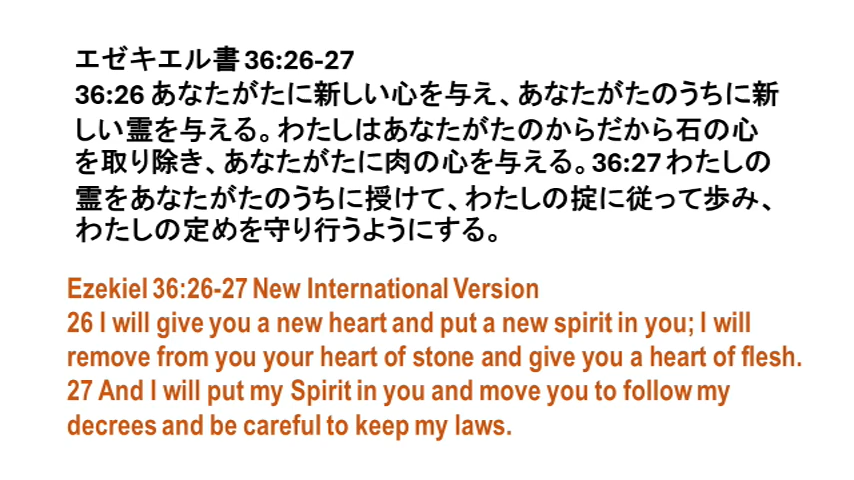 エゼキエル書 36:26-27
36:26 あなたがたに新しい心を与え、あなたがたのうちに新
しい霊を与える。わたしはあなたがたのからだから石の心
を取り除き、あなたがたに肉の心を与える。36:27 わたしの
霊をあなたがたのうちに授けて、わたしの掟に従って歩み、
わたしの定めを守り行うようにする。
Ezekiel 36:26-27 New International Version
26 I will give you a new heart and put a new spirit in you; I will
remove from you your heart of stone and give you a heart of flesh.
27 And I will put my Spirit in you and move you to follow my
decrees and be careful to keep my laws.